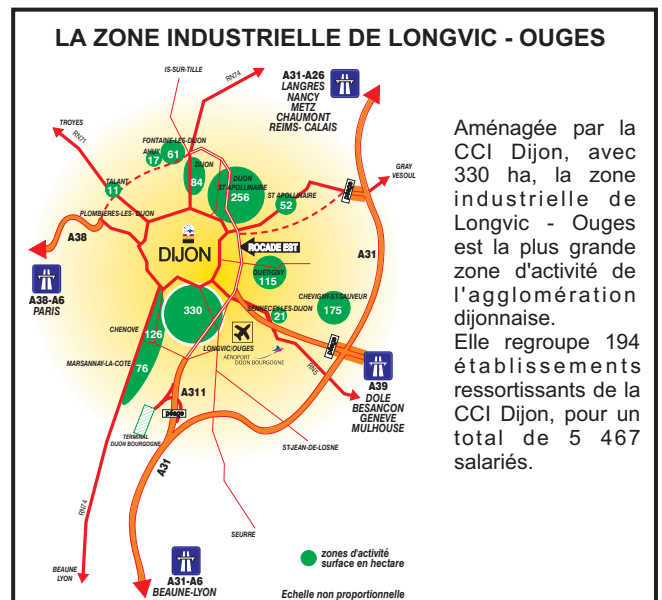 LA ZONE INDUSTRIELLE DE LONGVIC - OUGES
IS-SUR-TILLE
RN74
A31-A26
LANGRES
NANCY
METZ
CHAUMONT
REIMS- CALAIS
TROYES
RN71
FONTAINE-LES-DIJON
AHUY
17
61
DIJON
84
DIJON
ST APOLLINAIRE
256
ST APOLLINAIRE
52
GRAY
VESOUL
péage
TALANT
11
PLOMBIERES-LES-DIJON
A38
A38-A6
PARIS
DIJON
ROCADE EST
A31
QUETIGNY
115
CHEVIGNY-ST-SAUVEUR
175
SENNECEY-LES-DIJON
21
330
LONGVIC/OUGES
AÉROPORT
DIJON BOURGOGNE
péage
CHENOVE
126
MARSANNAY-LA-COTE
76
A311
péage
TERMINAL
DIJON BOURGOGNE
A31
RN5
A39
DOLE
BESANCON
GENEVE
MULHOUSE
ST-JEAN-DE-LOSNE
SEURRE
RN74
BEAUNE
LYON
A31-A6
BEAUNE-LYON
zones d'activité
surface en hectare
Echelle non proportionnelle
Aménagée par la
CCI Dijon, avec
330 ha, la zone
industrielle de
Longvic - Ouges
est la plus grande
zone d'activité de
l'agglomération
dijonnaise.
Elle regroupe 194
établissements
ressortissants de la
CCI Dijon, pour un
total de 5 467
salariés.